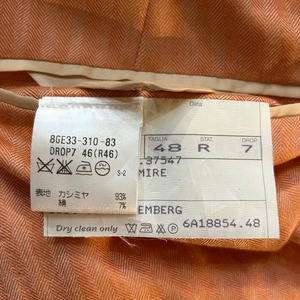 Data
TAGLIA STAT. DROP
48 R 7
.37547
MIRE
EMBERG
6A18854.48
Dry clean only
8GE33-310-83
DROP7 46(R46)
S-2
表地 カシミヤ 93%
絹 7%